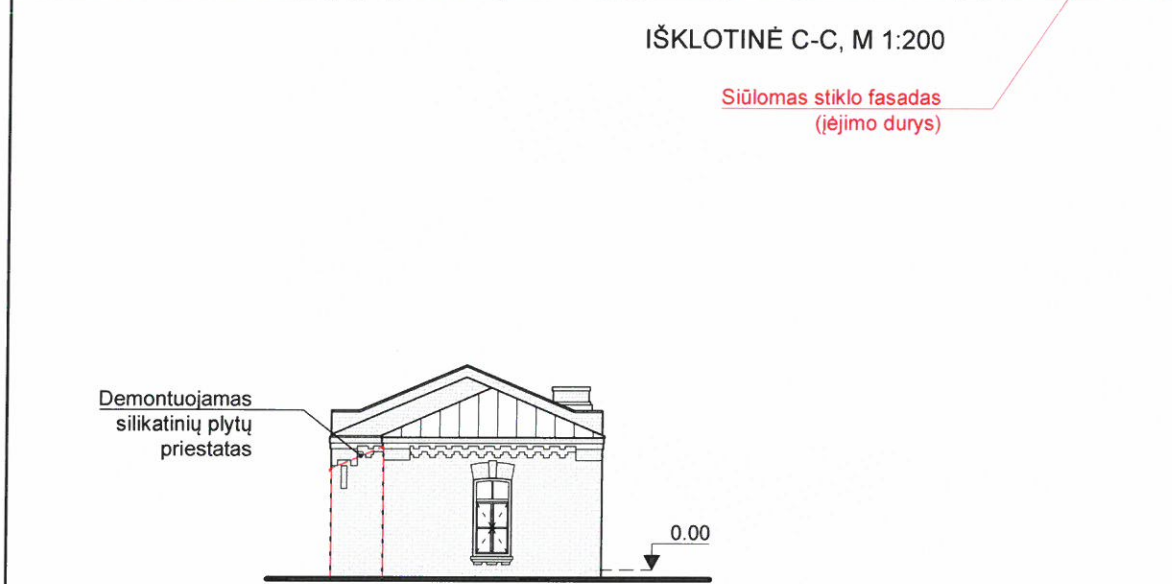 IŠKLOTINĖ C-C, M 1:200
Siūlomas stiklo fasadas
(įėjimo durys)
Demontuojamas
silikatinių plytų
priestatas
0.00